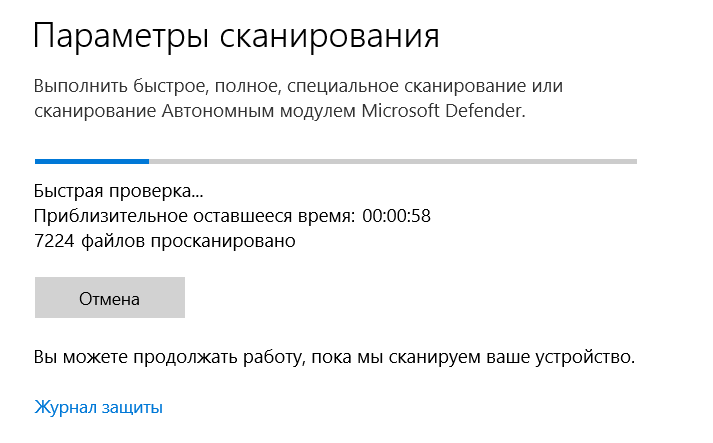 Параметры сканирования
Выполнить быстрое, полное, специальное сканирование или
сканирование Автономным модулем Microsoft Defender.
Быстрая проверка...
Приблизительное оставшееся время: 00:00:58
7224 файлов просканировано
Отмена
Вы можете продолжать работу, пока мы сканируем ваше устройство.
Журнал защиты